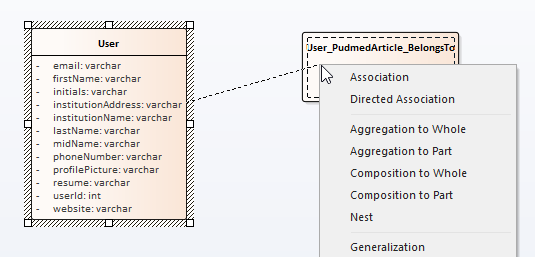 User
- email: varchar
- firstName: varchar
- initials: varchar
- institutionAddress: varchar
- institutionName: varchar
- lastName: varchar
- midName: varchar
- phoneNumber: varchar
- profilePicture: varchar
- resume: varchar
- userId: int
- website: varchar
User_PudmedArticle_BelongsTo
Association
Directed Association
Aggregation to Whole
Aggregation to Part
Composition to Whole
Composition to Part
Nest
Generalization